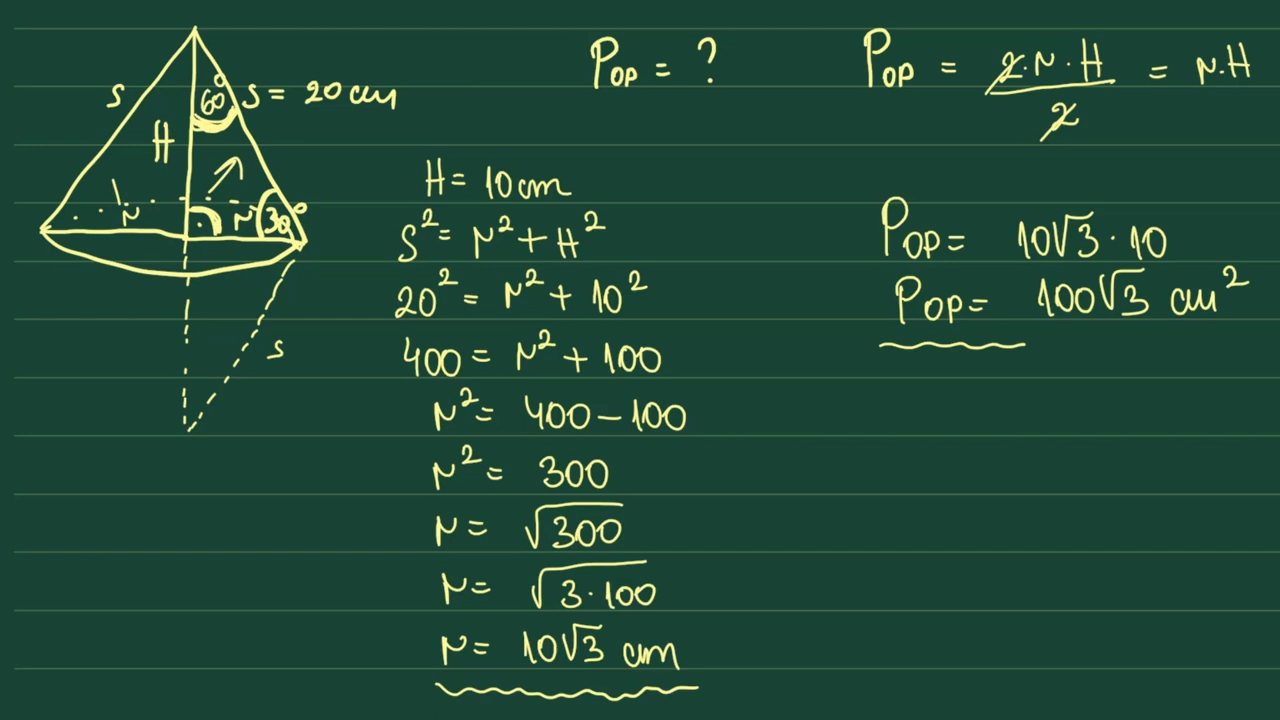 S
60°
S = 20 cm
H
r
r
30°
S
P_OP = ?
P_OP = 2·r·H / 2 = r·H
H = 10 cm
S² = r² + H²
20² = r² + 10²
400 = r² + 100
r² = 400 - 100
r² = 300
r = √300
r = √3·100
r = 10√3 cm
P_OP = 10√3 · 10
P_OP = 100√3 cm²